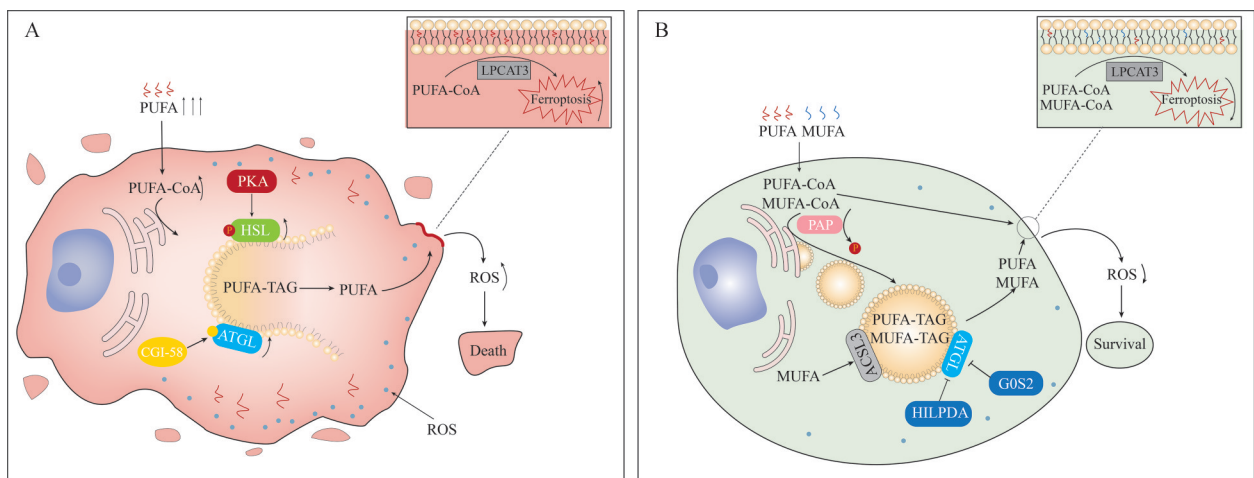 A
PUFA
PUFA-CoA
PKA
P
HSL
PUFA-TAG
PUFA
CGI-58
ATGL
ROS
Death
ROS
LPCAT3
PUFA-CoA
Ferroptosis
B
PUFA MUFA
PUFA-CoA
MUFA-CoA
PAP
P
PUFA-TAG
MUFA-TAG
ACSL3
MUFA
ATGL
G0S2
HILPDA
PUFA
MUFA
ROS
Survival
LPCAT3
PUFA-CoA
MUFA-CoA
Ferroptosis